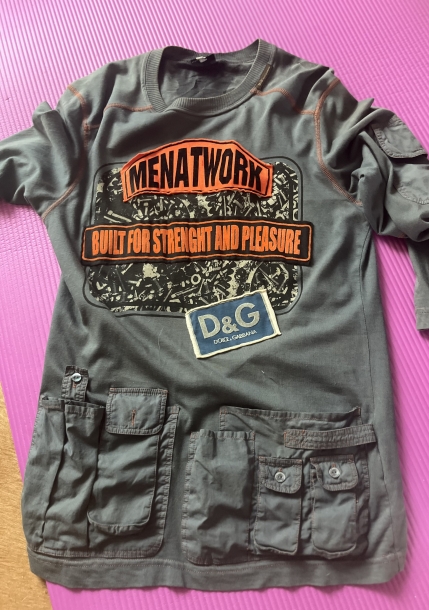 MENATWORK
BUILT FOR STRENGHT AND PLEASURE
D&G
DOLCE & GABBANA